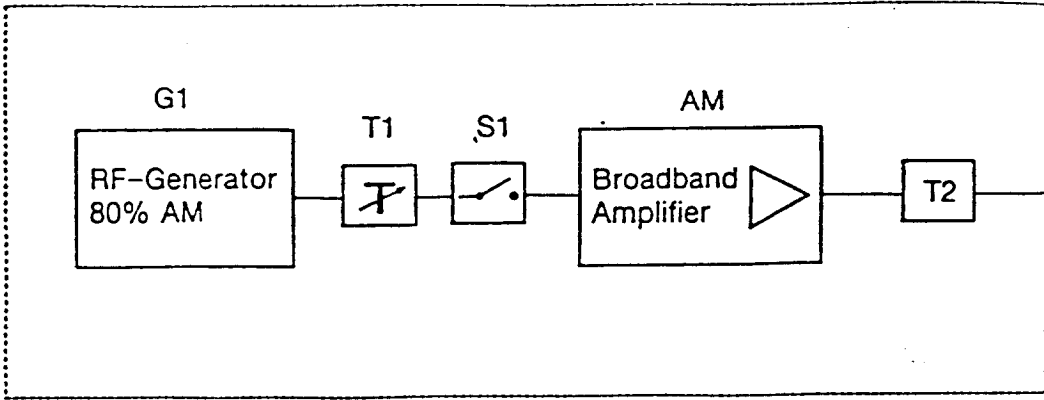 G1
T1
S1
AM
RF-Generator
80% AM
T
Broadband
Amplifier
T2